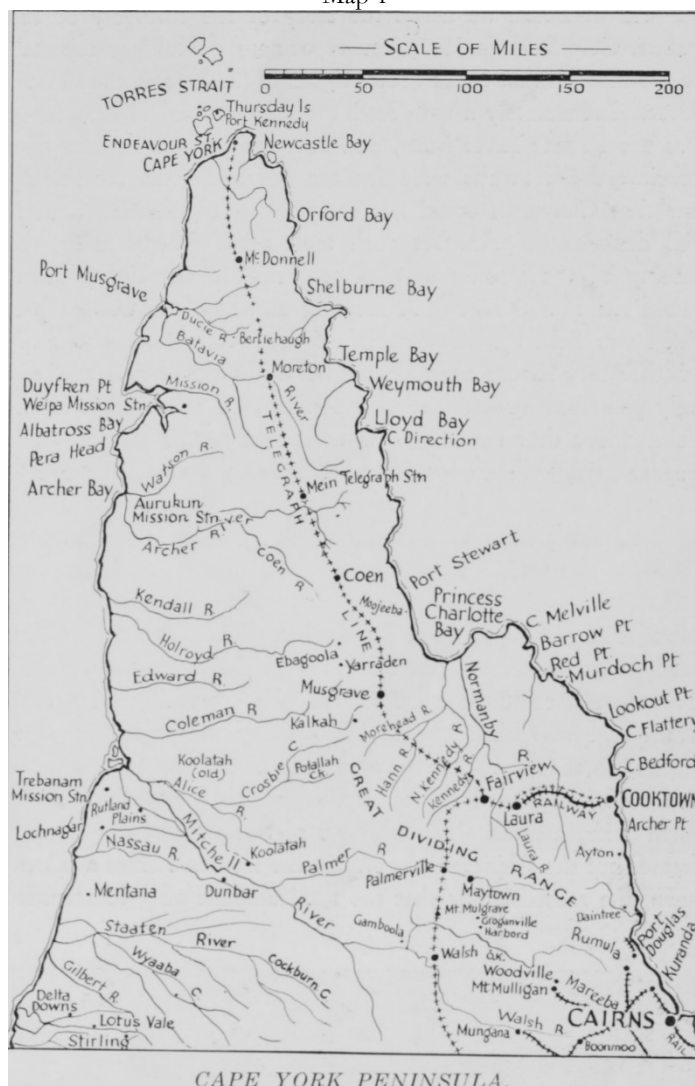 Map 1
SCALE OF MILES
0 50 100 150 200
TORRES STRAIT
Thursday Is
Port Kennedy
ENDEAVOUR ST.
CAPE YORK
Newcastle Bay
Orford Bay
McDonnell
Port Musgrave
Shelburne Bay
Ducie R.
Bertiehaugh
Batavia
River
Temple Bay
Moreton
Weymouth Bay
Duyfken Pt
Mission R.
Weipa Mission Stn
Lloyd Bay
Albatross Bay
C Direction
Pera Head
TELEGRAPH
LINE
Watson R.
Mein Telegraph Stn
Archer Bay
Aurukun
Mission Stn
Archer River
Coen R.
Coen
Port Stewart
Kendall R.
Moojeeba
Princess
Charlotte
Bay
C. Melville
Barrow Pt
Red Pt.
Murdoch Pt
Holroyd R.
Ebagoola
Yarraden
Edward R.
Musgrave
Normanby
R.
Lookout Pt.
Coleman R.
Kalkah
Morehead R.
C. Flattery
Hann R.
N. Kennedy R.
Kennedy R.
Koolatah
(old)
Crosbie C.
Potallah
Ck
C. Bedford
Trebanam
Mission Stn
Alice
R.
GREAT
DIVIDING
RANGE
Fairview
COOKTOWN
Rutland
Plains
Laura
RAILWAY
Archer Pt
Lochnagar
Mitchell
River
Laura R.
Nassau R.
Koolatah
Palmer R
Ayton
Dunbar
Palmerville
Maytown
Mentana
Mt. Mulgrave
Groganville
Harbord
Daintree
Staaten River
Gamboola
Rumula
Port
Douglas
Kuranda
Wyaaba C.
Cockburn C.
Walsh
O.K.
Gilbert R.
Woodville
Mt Mulligan
Mareeba
Delta
Downs
Lotus Vale
Walsh R.
CAIRNS
Mungana
Boonmoo
Stirling
RAIL
CAPE YORK PENINSULA.